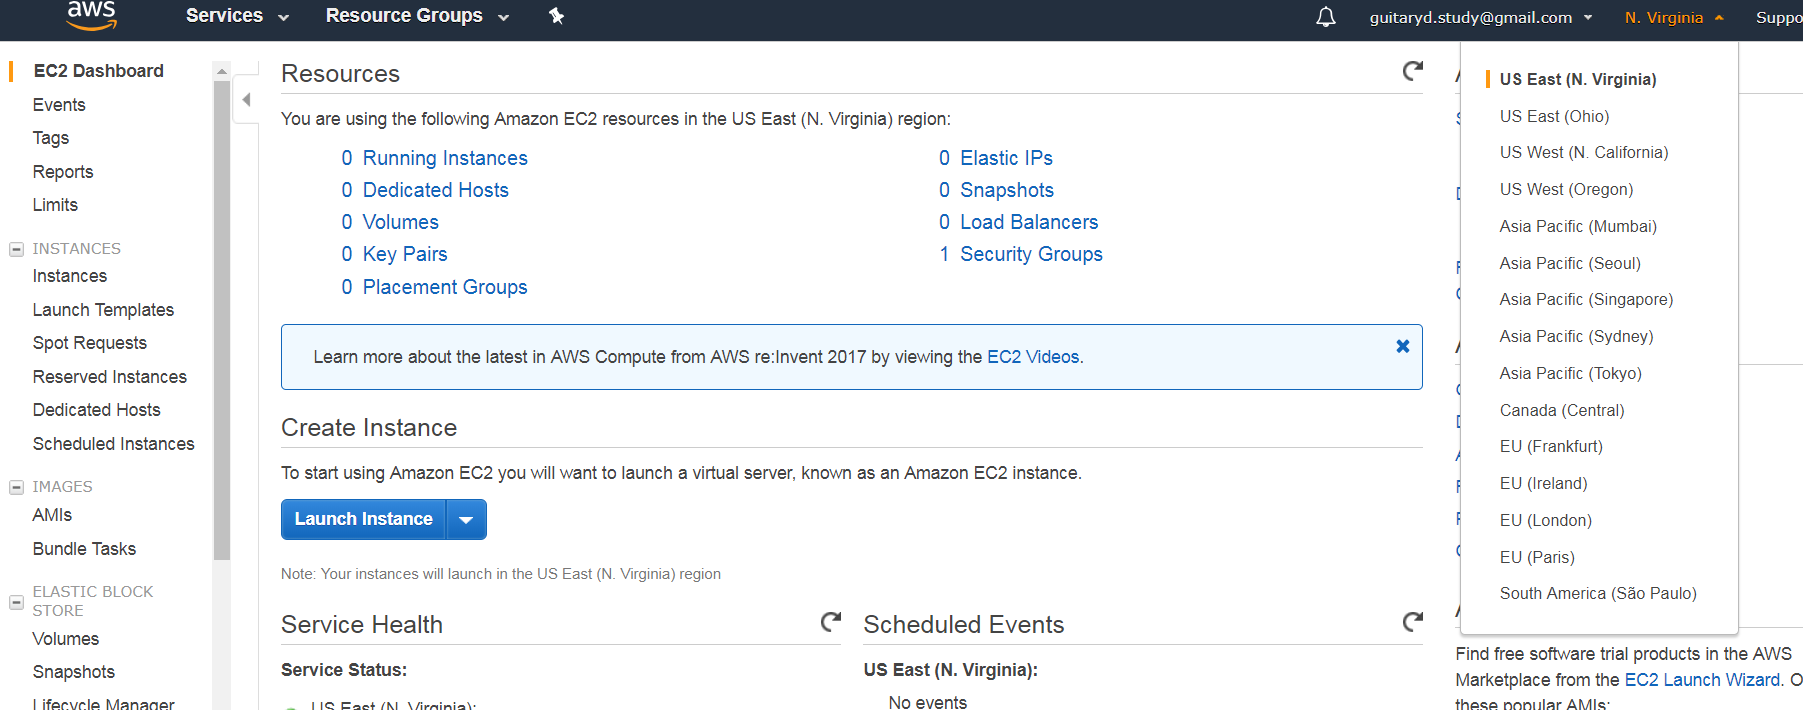 aws Services Resource Groups guitaryd.study@gmail.com N. Virginia Suppo
EC2 Dashboard
Events
Tags
Reports
Limits
INSTANCES
Instances
Launch Templates
Spot Requests
Reserved Instances
Dedicated Hosts
Scheduled Instances
IMAGES
AMIs
Bundle Tasks
ELASTIC BLOCK
STORE
Volumes
Snapshots
Lifecycle Manager
Resources
You are using the following Amazon EC2 resources in the US East (N. Virginia) region:
0 Running Instances
0 Dedicated Hosts
0 Volumes
0 Key Pairs
0 Placement Groups
0 Elastic IPs
0 Snapshots
0 Load Balancers
1 Security Groups
Learn more about the latest in AWS Compute from AWS re:Invent 2017 by viewing the EC2 Videos.
Create Instance
To start using Amazon EC2 you will want to launch a virtual server, known as an Amazon EC2 instance.
Launch Instance
Note: Your instances will launch in the US East (N. Virginia) region
Service Health
Service Status:
US East (N. Virginia):
Scheduled Events
US East (N. Virginia):
No events
US East (N. Virginia)
US East (Ohio)
US West (N. California)
US West (Oregon)
Asia Pacific (Mumbai)
Asia Pacific (Seoul)
Asia Pacific (Singapore)
Asia Pacific (Sydney)
Asia Pacific (Tokyo)
Canada (Central)
EU (Frankfurt)
EU (Ireland)
EU (London)
EU (Paris)
South America (São Paulo)
Find free software trial products in the AWS
Marketplace from the EC2 Launch Wizard. O
these popular AMIs: